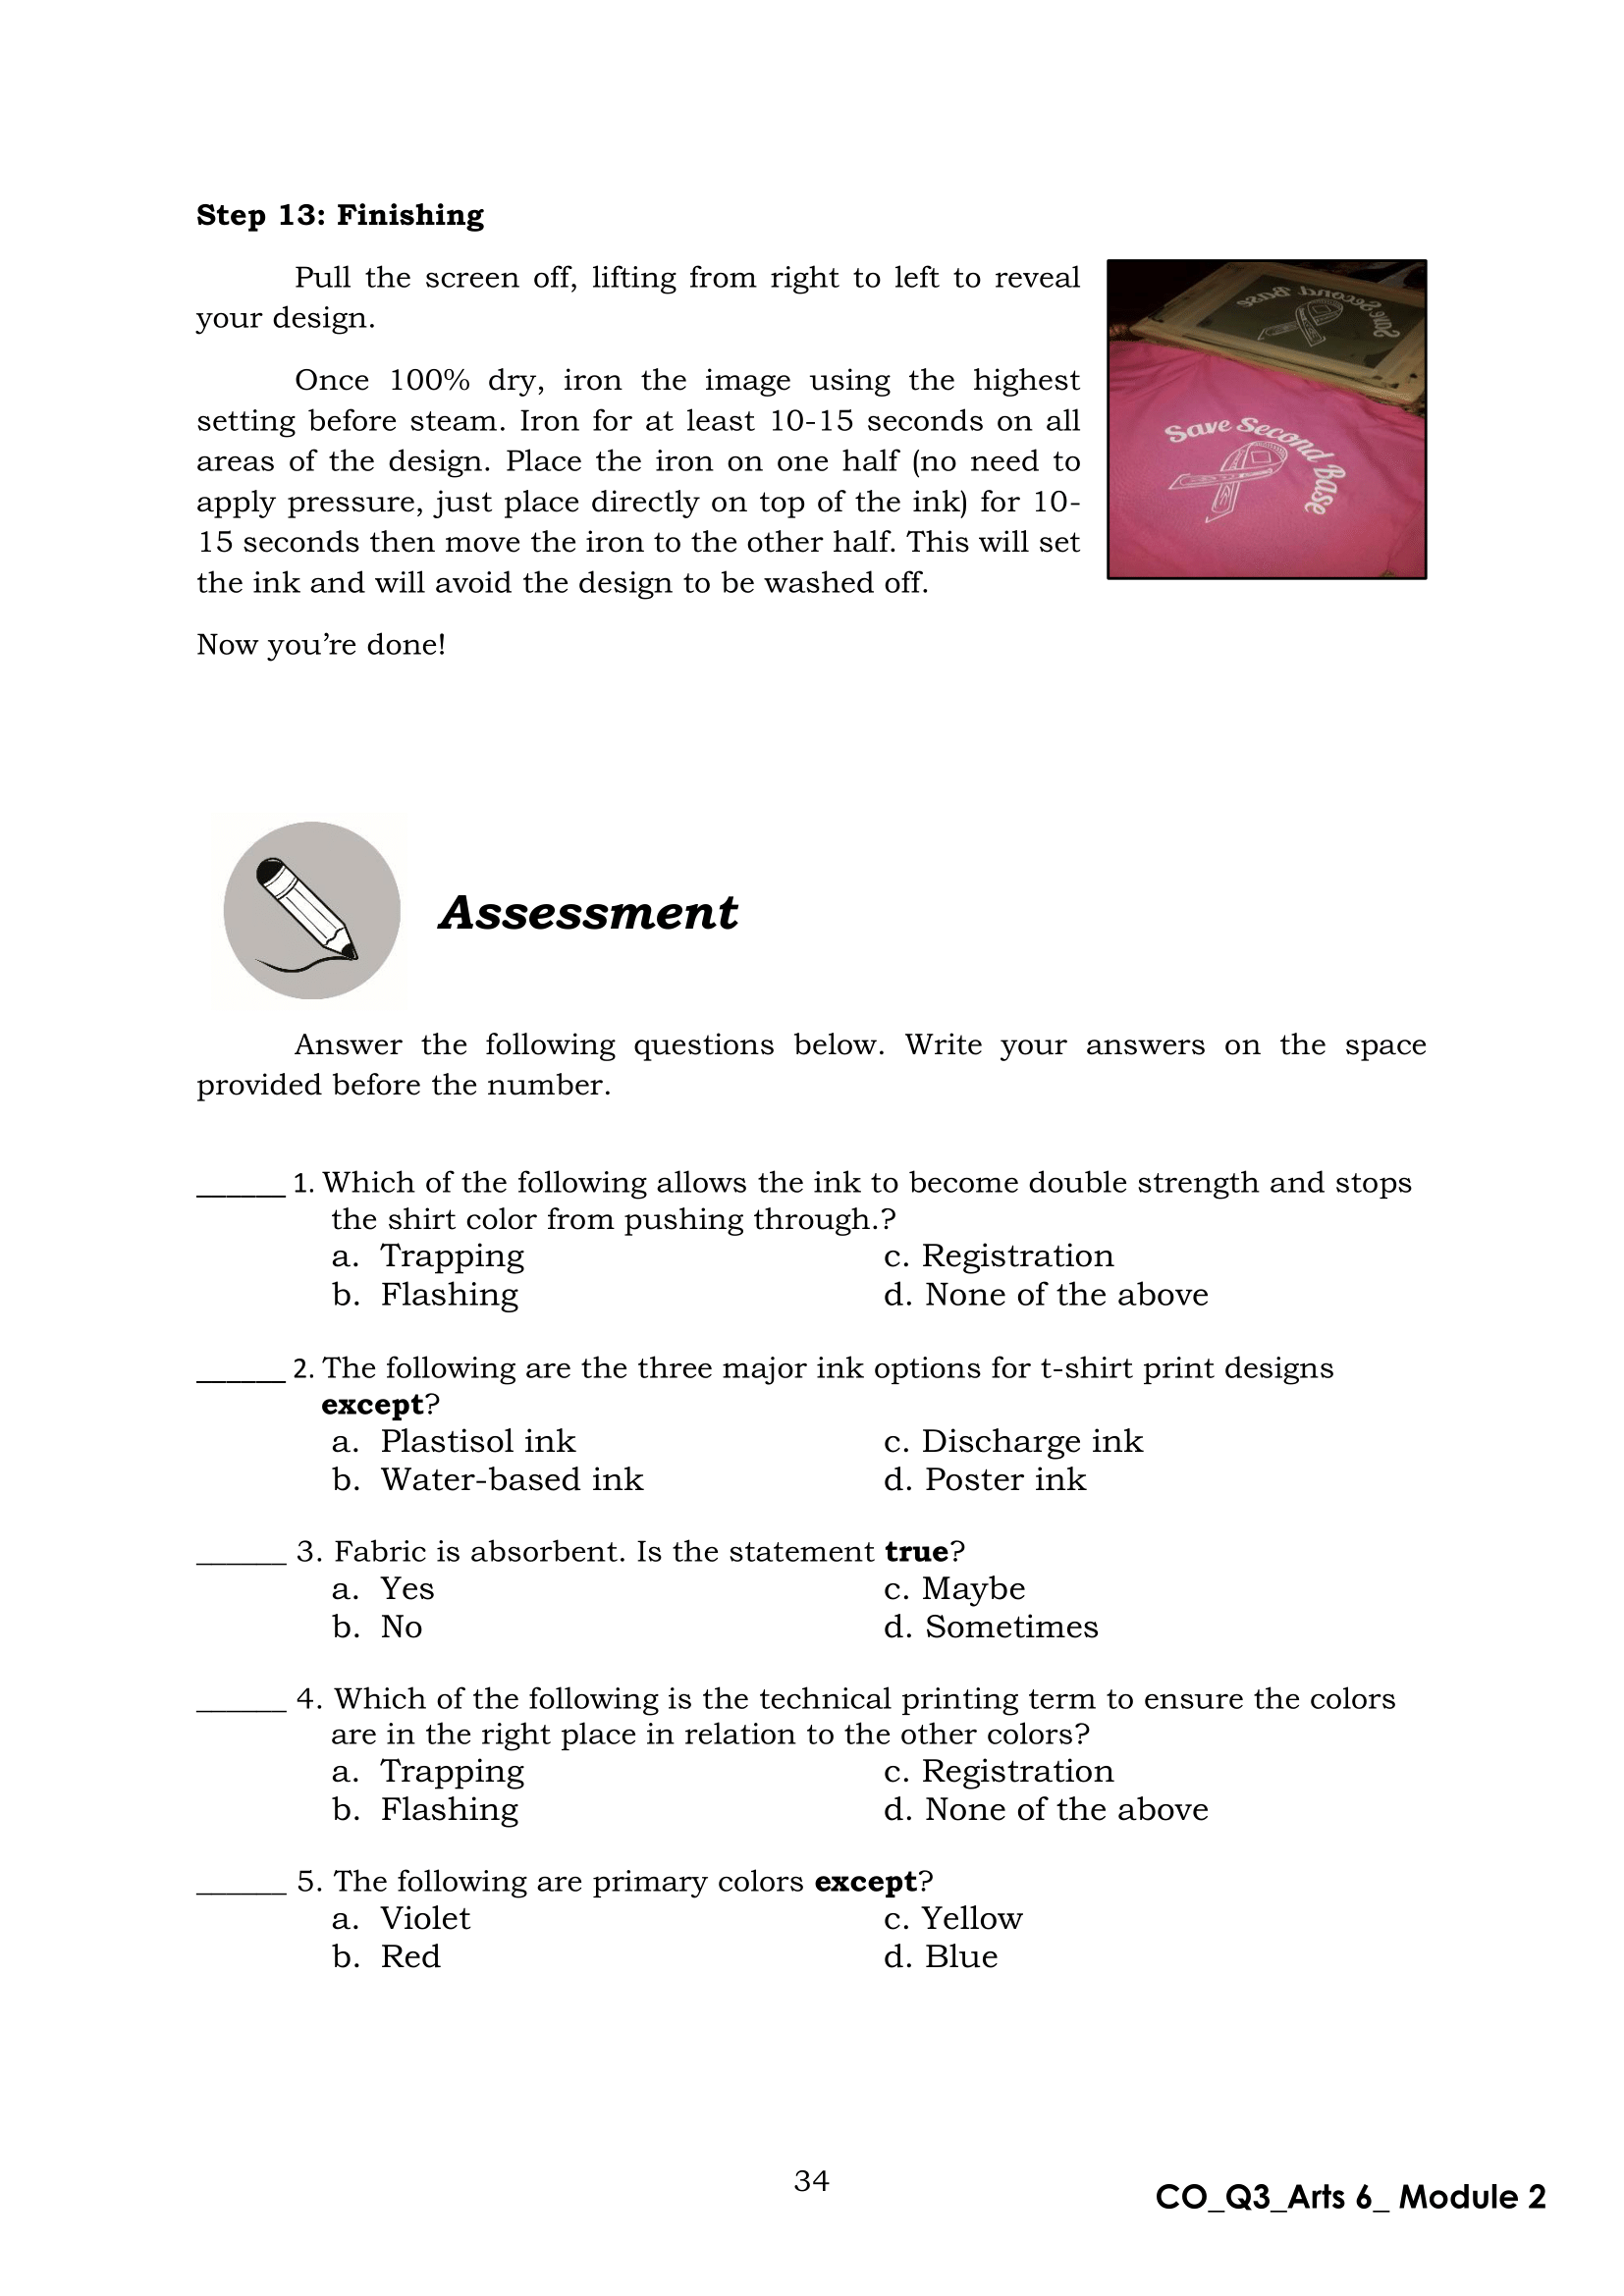 Step 13: Finishing
Pull the screen off, lifting from right to left to reveal
your design.
Once 100% dry, iron the image using the highest
setting before steam. Iron for at least 10-15 seconds on all
areas of the design. Place the iron on one half (no need to
apply pressure, just place directly on top of the ink) for 10-
15 seconds then move the iron to the other half. This will set
the ink and will avoid the design to be washed off.
Now you're done!
Save Second Base
Save Second Base
Assessment
Answer the following questions below. Write your answers on the space
provided before the number.
______ 1. Which of the following allows the ink to become double strength and stops
the shirt color from pushing through.?
a. Trapping c. Registration
b. Flashing d. None of the above
______ 2. The following are the three major ink options for t-shirt print designs
except?
a. Plastisol ink c. Discharge ink
b. Water-based ink d. Poster ink
______ 3. Fabric is absorbent. Is the statement true?
a. Yes c. Maybe
b. No d. Sometimes
______ 4. Which of the following is the technical printing term to ensure the colors
are in the right place in relation to the other colors?
a. Trapping c. Registration
b. Flashing d. None of the above
______ 5. The following are primary colors except?
a. Violet c. Yellow
b. Red d. Blue
34
CO_Q3_Arts 6_ Module 2